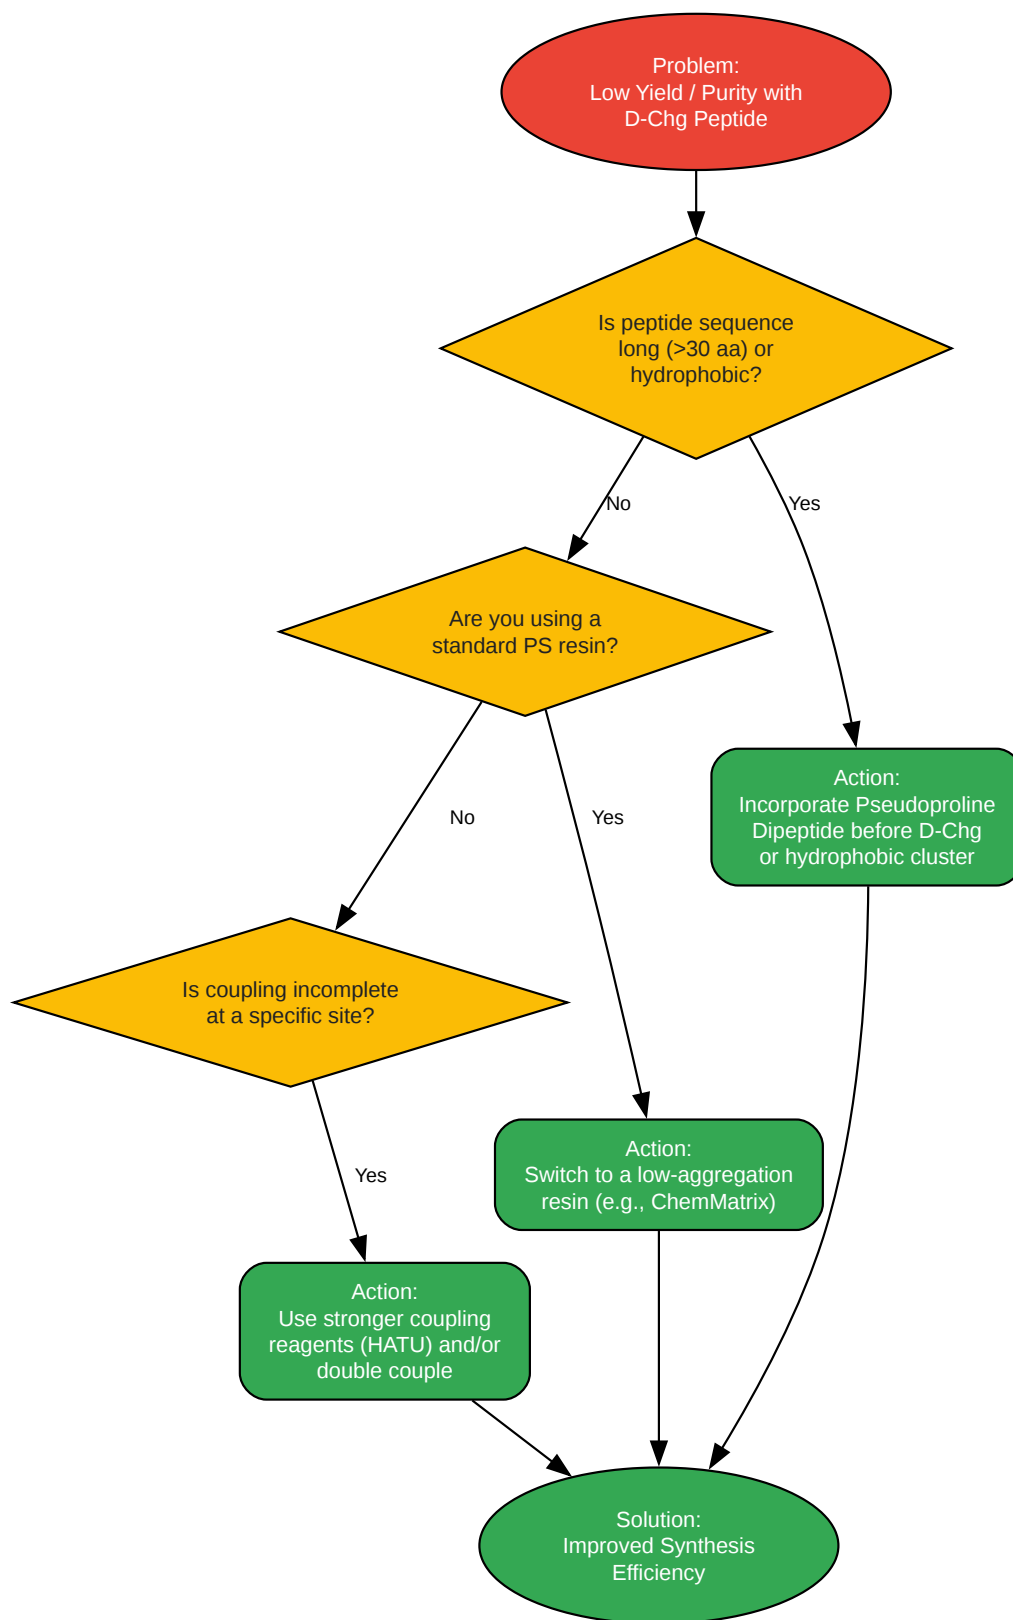 Problem:
Low Yield / Purity with
D-Chg Peptide
Is peptide sequence
long (>30 aa) or
hydrophobic?
No
Yes
Are you using a
standard PS resin?
No
Yes
Action:
Incorporate Pseudoproline
Dipeptide before D-Chg
or hydrophobic cluster
Is coupling incomplete
at a specific site?
Yes
Action:
Switch to a low-aggregation
resin (e.g., ChemMatrix)
Action:
Use stronger coupling
reagents (HATU) and/or
double couple
Solution:
Improved Synthesis
Efficiency